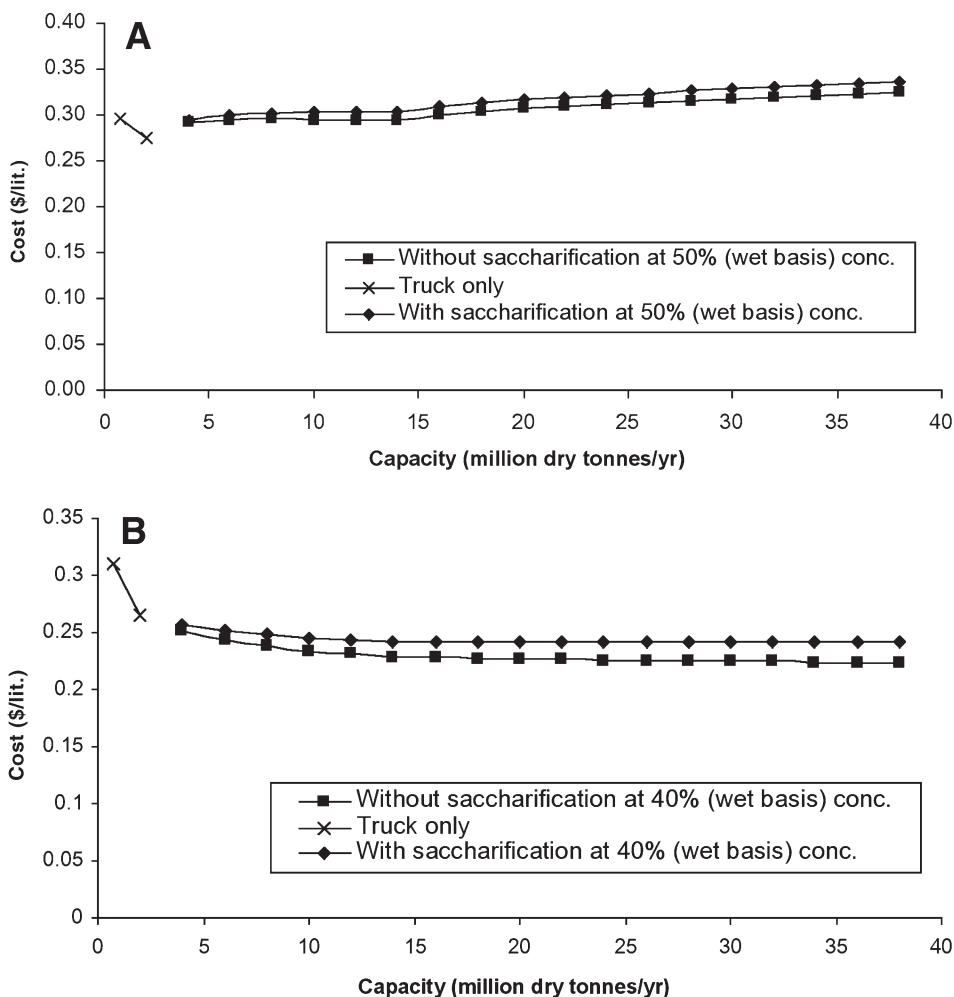 A
0.40
0.35
0.30
0.25
0.20
0.15
0.10
0.05
0.00
Cost ($/lit.)
Without saccharification at 50% (wet basis) conc.
Truck only
With saccharification at 50% (wet basis) conc.
0 5 10 15 20 25 30 35 40
Capacity (million dry tonnes/yr)
B
0.35
0.3
0.25
0.2
0.15
0.1
0.05
0
Cost ($/lit.)
Without saccharification at 40% (wet basis) conc.
Truck only
With saccharification at 40% (wet basis) conc.
0 5 10 15 20 25 30 35 40
Capacity (million dry tonnes/yr)